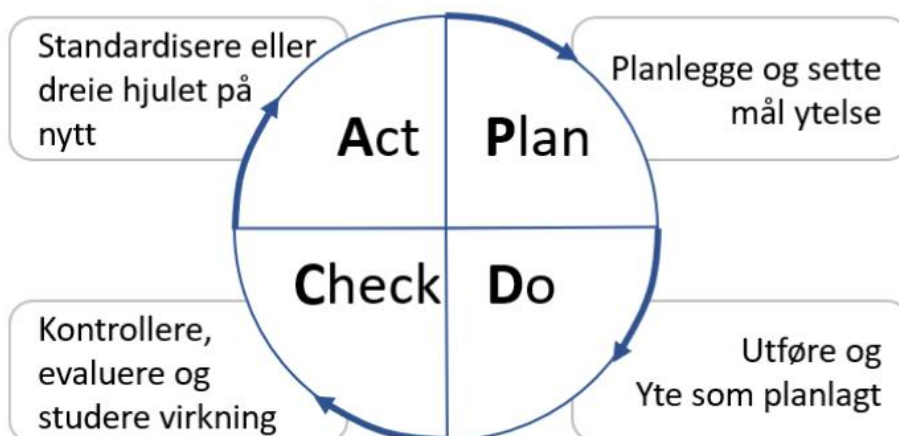 Standardisere eller
dreie hjulet på
nytt
Act
Plan
Planlegge og sette
mål ytelse
Check
Do
Kontrollere,
evaluere og
studere virkning
Utføre og
Yte som planlagt